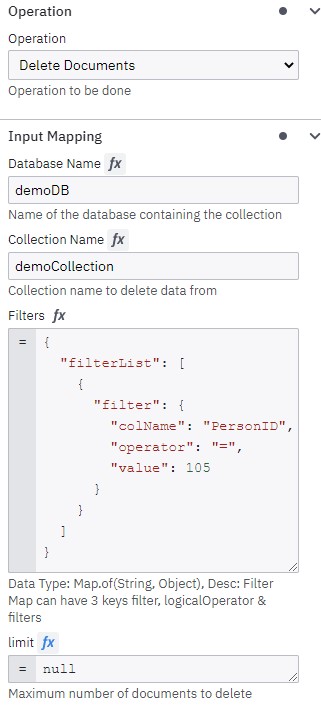 Operation
Operation
Delete Documents
Operation to be done
Input Mapping
Database Name fx
demoDB
Name of the database containing the collection
Collection Name fx
demoCollection
Collection name to delete data from
Filters fx
= {
"filterList": [
{
"filter": {
"colName": "PersonID",
"operator": "=",
"value": 105
}
}
]
}
Data Type: Map.of(String, Object), Desc: Filter
Map can have 3 keys filter, logicalOperator &
filters
limit fx
= null
Maximum number of documents to delete